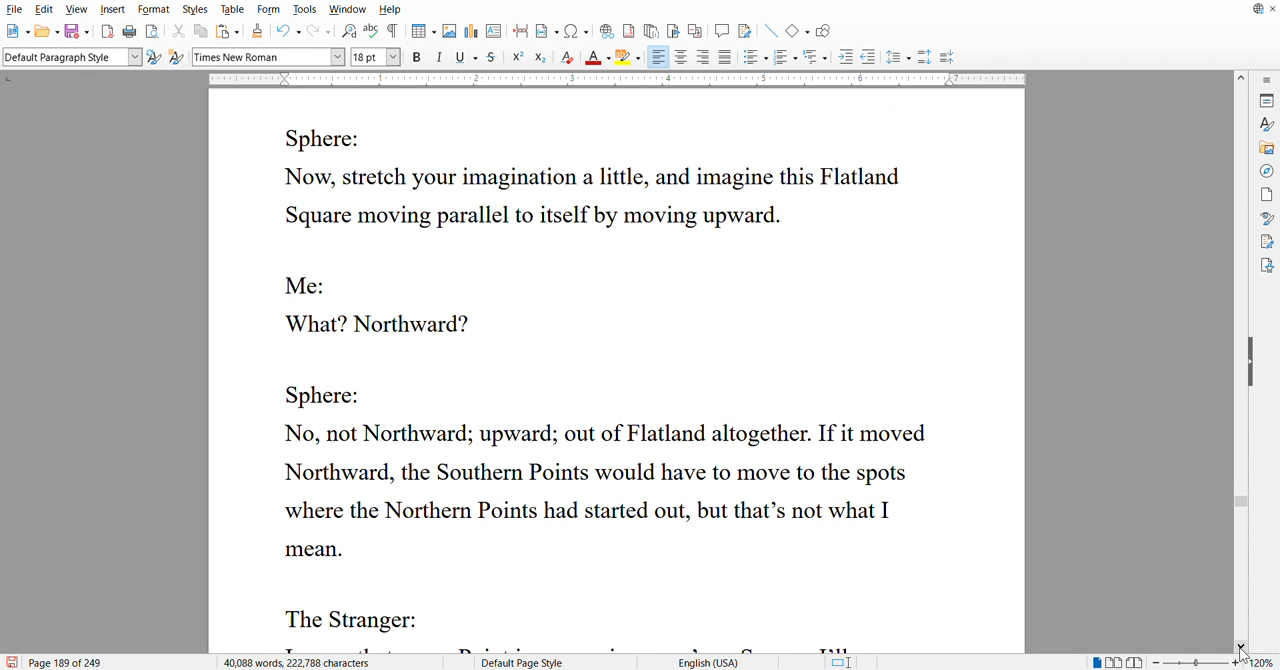 File Edit View Insert Format Styles Table Form Tools Window Help
Default Paragraph Style Times New Roman 18 pt
Sphere:
Now, stretch your imagination a little, and imagine this Flatland
Square moving parallel to itself by moving upward.
Me:
What? Northward?
Sphere:
No, not Northward; upward; out of Flatland altogether. If it moved
Northward, the Southern Points would have to move to the spots
where the Northern Points had started out, but that’s not what I
mean.
The Stranger:
Page 189 of 249 40,088 words, 222,788 characters Default Page Style English (USA) 120%